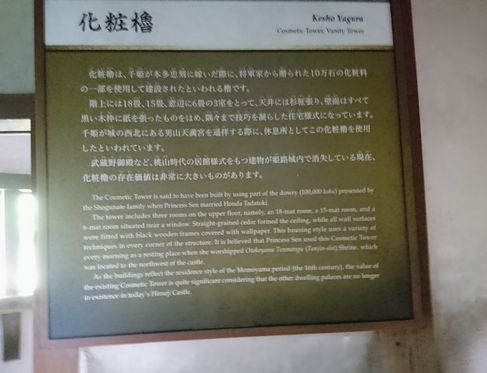 化粧櫓
Kesho Yagura
Cosmetic Tower, Vanity Tower
化粧櫓は、千姫が本多忠刻に嫁いだ際に、将軍家から贈られた10万石の化粧料
の一部を使用して建設されたといわれる櫓です。
階上には18畳、15畳、窓辺に6畳の3室をとって、天井には杉柾張り、壁面はすべて
黒い木枠に紙を張ったものをはめ、隅々まで技巧を凝らした住宅様式になっています。
千姫が城の西北にある男山天満宮を遥拝する際に、休息所としてこの化粧櫓を使用
したといわれています。
武蔵野御殿など、桃山時代の居館様式をもつ建物が姫路城内で消失している現在、
化粧櫓の存在価値は非常に大きいものがあります。
The Cosmetic Tower is said to have been built by using part of the dowry (100,000 koku) presented by
the Shogunate family when Princess Sen married Honda Tadatoki.
The tower includes three rooms on the upper floor, namely, an 18-mat room, a 15-mat room, and a
6-mat room situated near a window. Straight-grained cedar formed the ceiling, while all wall surfaces
were fitted with black wooden frames covered with wallpaper. This housing style uses a variety of
techniques in every corner of the structure. It is believed that Princess Sen used this Cosmetic Tower
every morning as a resting place when she worshipped Otokoyama Tenmangu (Tenjin-sha) Shrine, which
was located to the northwest of the castle.
As the buildings reflect the residence style of the Momoyama period (the 16th century), the value of
the existing Cosmetic Tower is quite significant considering that the other dwelling palaces are no longer
in existence in today's Himeji Castle.